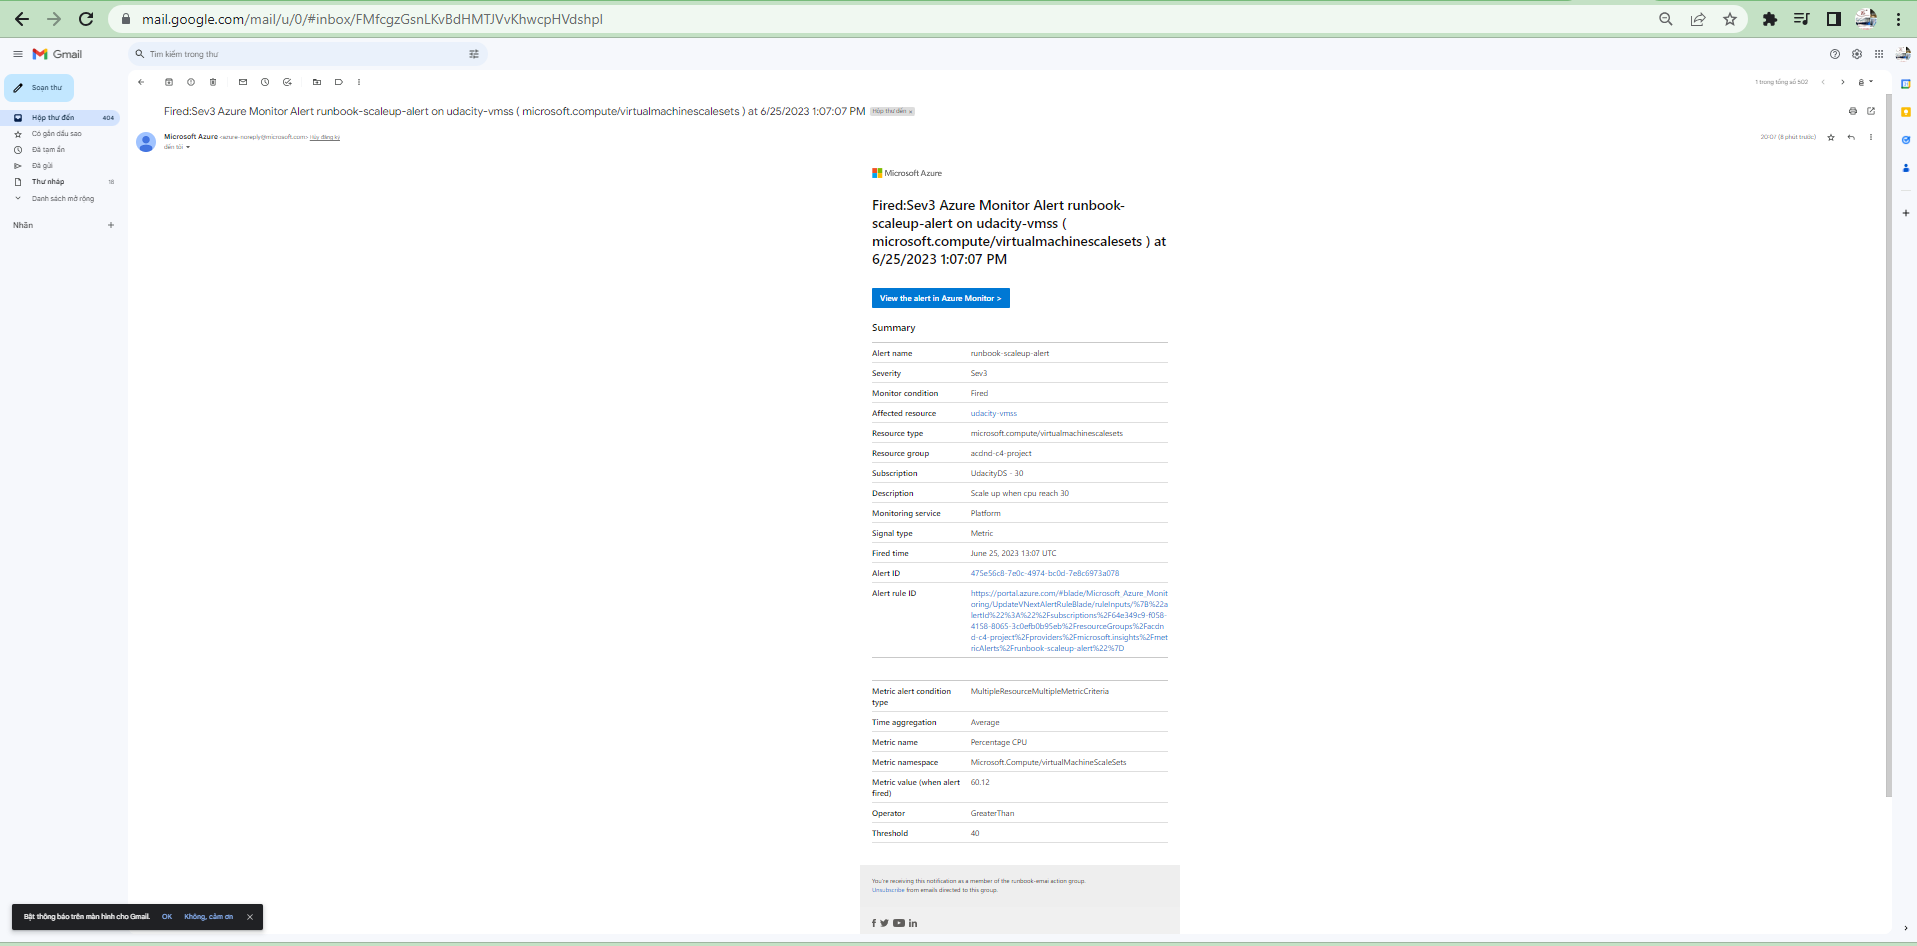 mail.google.com/mail/u/0/#inbox/FMfcgzGsnLKvBdHMTJVvKhwcpHVdshpl
Gmail
Tìm kiếm trong thư
Soạn thư
1 trong tổng số 502
Hộp thư đến 404
Có gắn dấu sao
Đã tạm ẩn
Đã gửi
Thư nháp 18
Danh sách mở rộng
Nhãn
Fired:Sev3 Azure Monitor Alert runbook-scaleup-alert on udacity-vmss ( microsoft.compute/virtualmachinescalesets ) at 6/25/2023 1:07:07 PM Hộp thư đến x
Microsoft Azure <azure-noreply@microsoft.com> Hủy đăng ký
đến tôi
20:07 (8 phút trước)
Microsoft Azure
Fired:Sev3 Azure Monitor Alert runbook-
scaleup-alert on udacity-vmss (
microsoft.compute/virtualmachinescalesets ) at
6/25/2023 1:07:07 PM
View the alert in Azure Monitor >
Summary
Alert name runbook-scaleup-alert
Severity Sev3
Monitor condition Fired
Affected resource udacity-vmss
Resource type microsoft.compute/virtualmachinescalesets
Resource group acdnd-c4-project
Subscription UdacityDS - 30
Description Scale up when cpu reach 30
Monitoring service Platform
Signal type Metric
Fired time June 25, 2023 13:07 UTC
Alert ID 475e56c8-7e0c-4974-bc0d-7e8c6973a078
Alert rule ID https://portal.azure.com/#blade/Microsoft_Azure_Monit
oring/UpdateVNextAlertRuleBlade/ruleInputs/%7B%22a
lertId%22%3A%22%2Fsubscriptions%2F64e349c9-f058-
4158-8065-3c0efb0b95eb%2FresourceGroups%2Facdn
d-c4-project%2Fproviders%2Fmicrosoft.insights%2Fmet
ricAlerts%2Frunbook-scaleup-alert%22%7D
Metric alert condition MultipleResourceMultipleMetricCriteria
type
Time aggregation Average
Metric name Percentage CPU
Metric namespace Microsoft.Compute/virtualMachineScaleSets
Metric value (when alert 60.12
fired)
Operator GreaterThan
Threshold 40
You're receiving this notification as a member of the runbook-emai action group.
Unsubscribe from emails directed to this group.
Bật thông báo trên màn hình cho Gmail. OK Không, cảm ơn